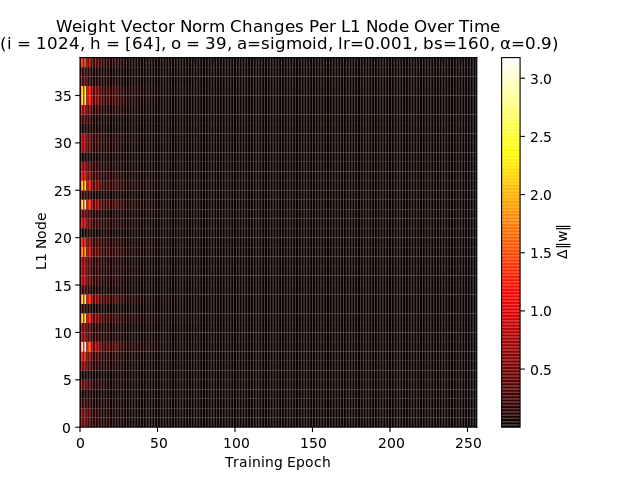 Weight Vector Norm Changes Per L1 Node Over Time
(i = 1024, h = [64], o = 39, a=sigmoid, lr=0.001, bs=160, α=0.9)
35
30
25
20
15
10
5
0
L1 Node
0 50 100 150 200 250
Training Epoch
3.0
2.5
2.0
1.5
1.0
0.5
Δ‖w‖